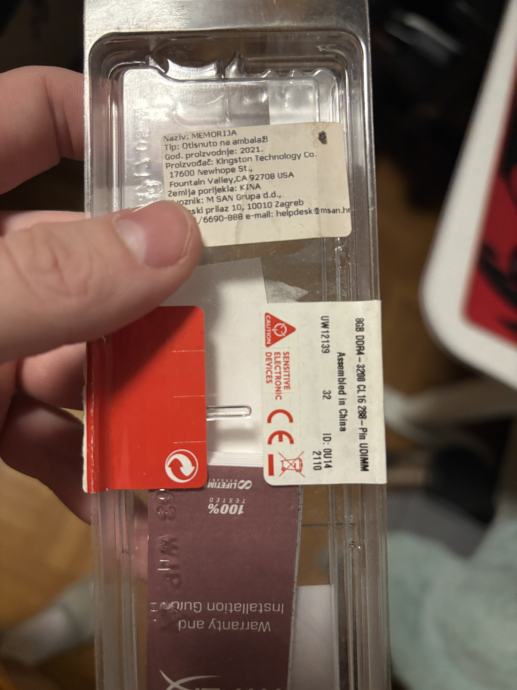 Naziv: MEMORIJA
Tip: Otisnuto na ambalaži
God. proizvodnje: 2021.
Proizvođač: Kingston Technology Co.
17600 Newhope St.,
Fountain Valley,CA 92708 USA
Zemlja porijekla: KINA
M SAN Grupa d.d.,
prilaz 10, 10010 Zagreb
/6690-888 e-mail: helpdesk@msan.hr
8GB DDR4-3200 CL16 288-Pin UDIMM
Assembled in China
UW12139 32 ID: 0U14
2110
CAUTION
SENSITIVE
ELECTRONIC
DEVICES
CE
LIFETIM
100%
TESTED
Warranty and
Installation Guide